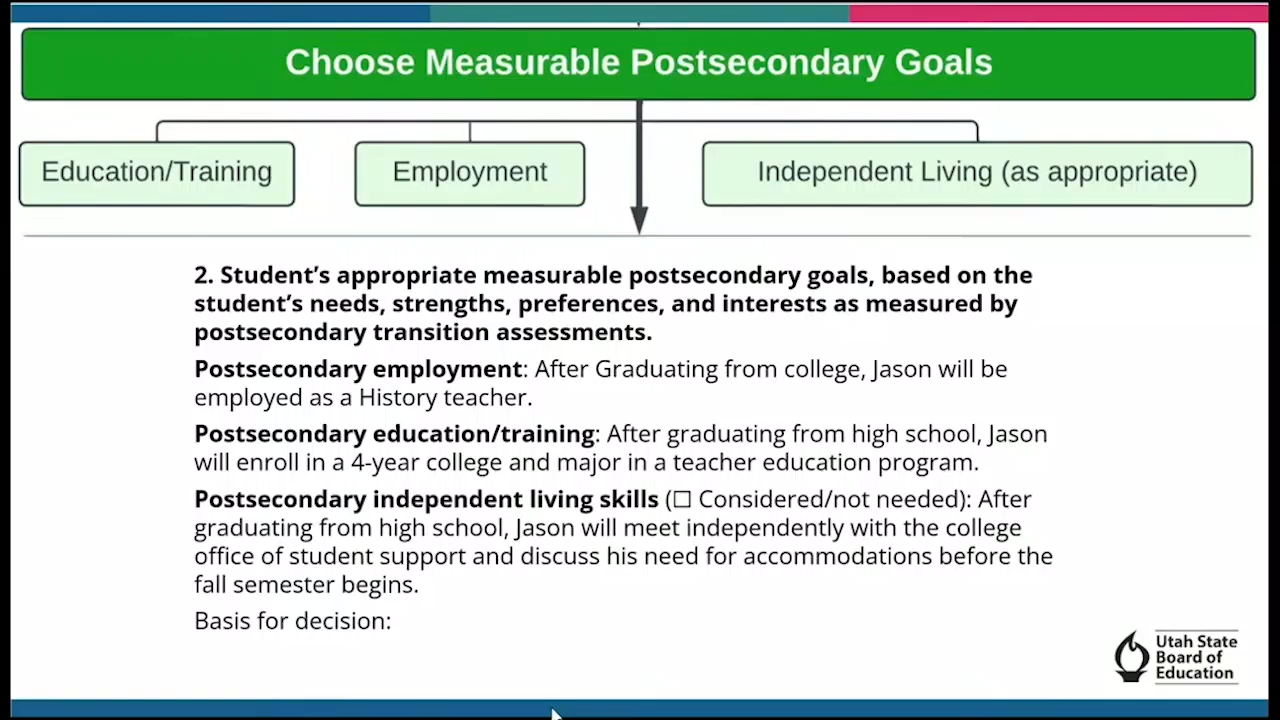 Choose Measurable Postsecondary Goals
Education/Training
Employment
Independent Living (as appropriate)
2. Student’s appropriate measurable postsecondary goals, based on the
student’s needs, strengths, preferences, and interests as measured by
postsecondary transition assessments.
Postsecondary employment: After Graduating from college, Jason will be
employed as a History teacher.
Postsecondary education/training: After graduating from high school, Jason
will enroll in a 4-year college and major in a teacher education program.
Postsecondary independent living skills (☐ Considered/not needed): After
graduating from high school, Jason will meet independently with the college
office of student support and discuss his need for accommodations before the
fall semester begins.
Basis for decision:
Utah State
Board of
Education